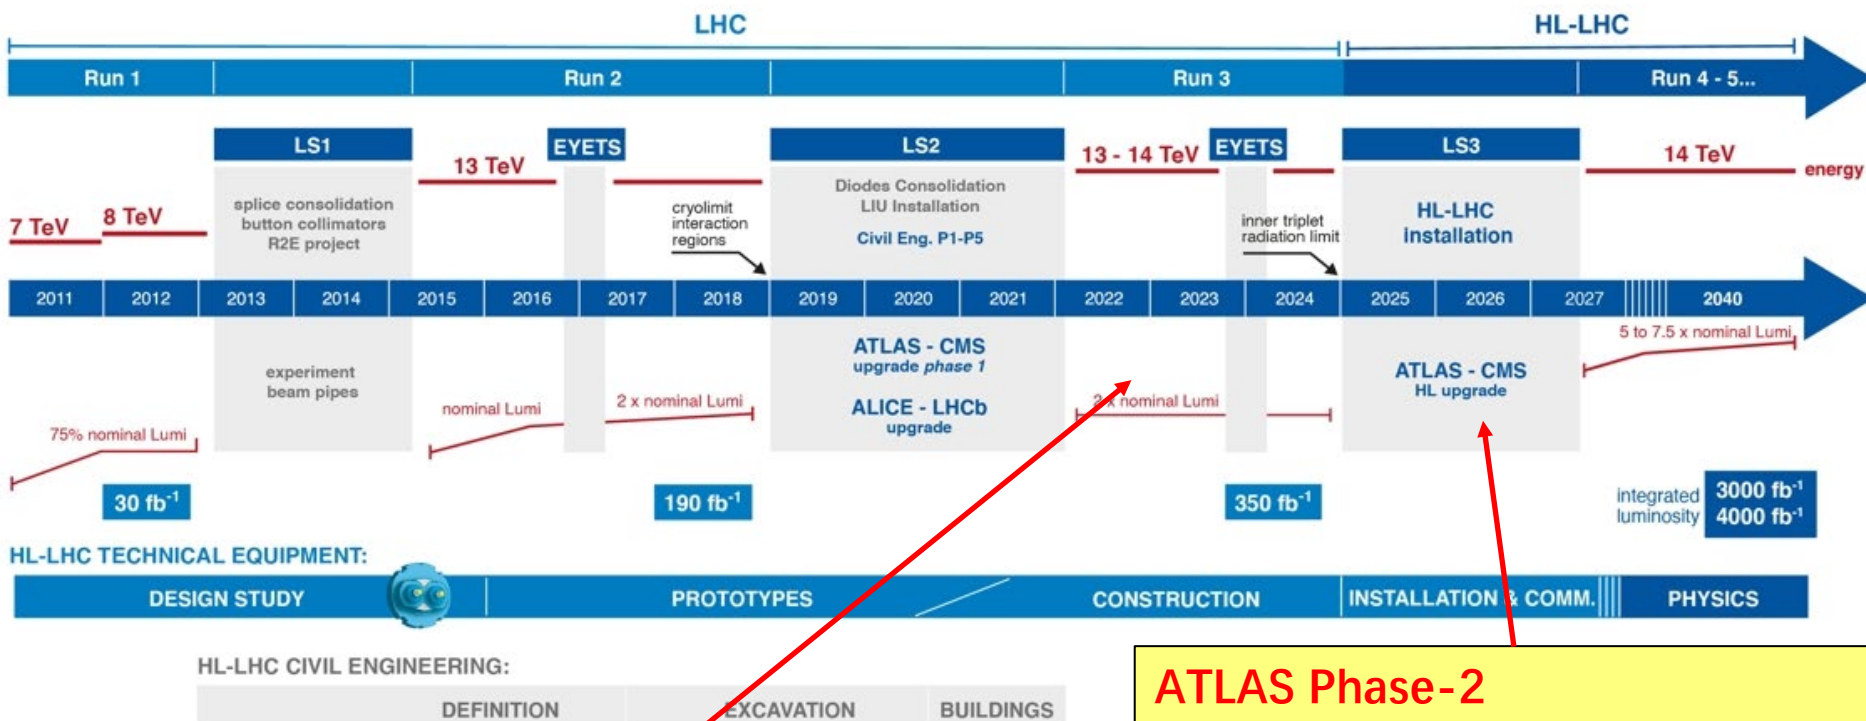 LHC
HL-LHC
Run 1
Run 2
Run 3
Run 4 - 5...
LS1
EYETS
LS2
EYETS
LS3
7 TeV
8 TeV
13 TeV
13 - 14 TeV
14 TeV
energy
splice consolidation
button collimators
R2E project
cryolimit
interaction
regions
Diodes Consolidation
LIU Installation
Civil Eng. P1-P5
inner triplet
radiation limit
HL-LHC
installation
2011
2012
2013
2014
2015
2016
2017
2018
2019
2020
2021
2022
2023
2024
2025
2026
2027
2040
75% nominal Lumi
experiment
beam pipes
nominal Lumi
2 x nominal Lumi
ATLAS - CMS
upgrade phase 1
ALICE - LHCb
upgrade
2 x nominal Lumi
ATLAS - CMS
HL upgrade
5 to 7.5 x nominal Lumi
30 fb⁻¹
190 fb⁻¹
350 fb⁻¹
integrated
luminosity
3000 fb⁻¹
4000 fb⁻¹
HL-LHC TECHNICAL EQUIPMENT:
DESIGN STUDY
PROTOTYPES
CONSTRUCTION
INSTALLATION & COMM.
PHYSICS
HL-LHC CIVIL ENGINEERING:
DEFINITION
EXCAVATION
BUILDINGS
ATLAS Phase-2